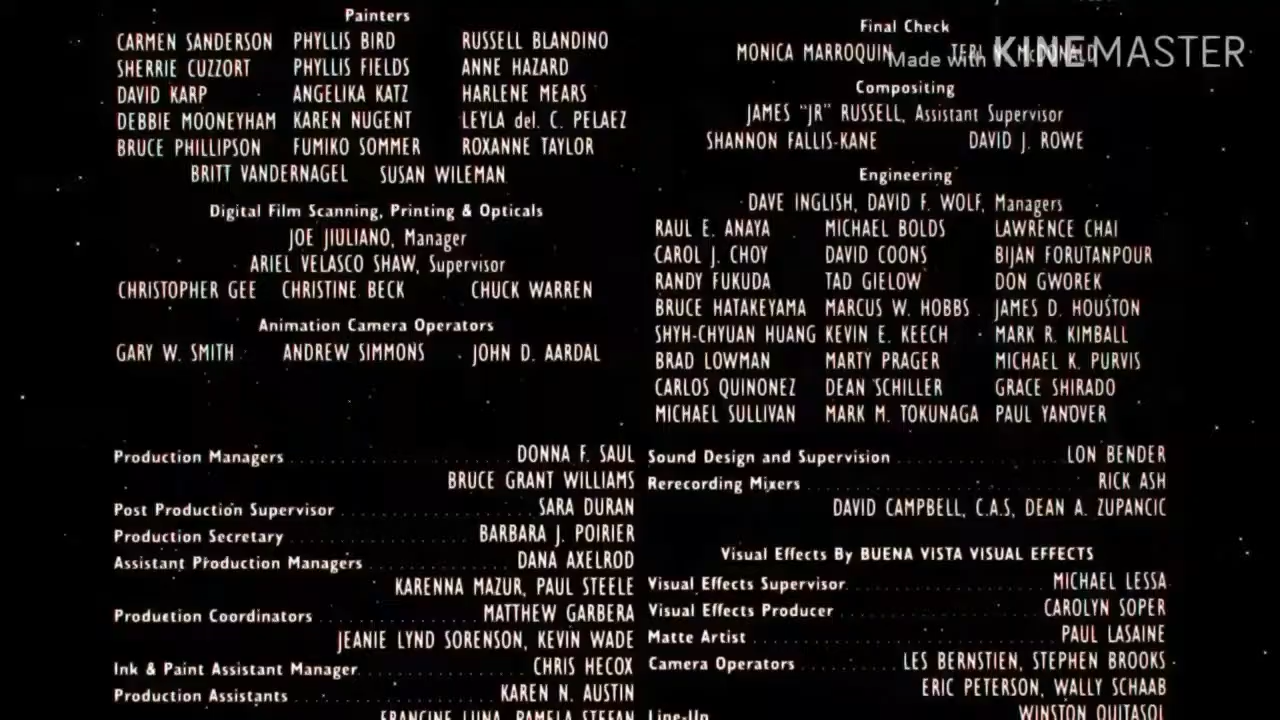 Painters
CARMEN SANDERSON PHYLLIS BIRD RUSSELL BLANDINO
SHERRIE CUZZORT PHYLLIS FIELDS ANNE HAZARD
DAVID KARP ANGELIKA KATZ HARLENE MEARS
DEBBIE MOONEYHAM KAREN NUGENT LEYLA del. C. PELAEZ
BRUCE PHILLIPSON FUMIKO SOMMER ROXANNE TAYLOR
BRITT VANDERNAGEL SUSAN WILEMAN
Digital Film Scanning, Printing & Opticals
JOE JIULIANO, Manager
ARIEL VELASCO SHAW, Supervisor
CHRISTOPHER GEE CHRISTINE BECK CHUCK WARREN
Animation Camera Operators
GARY W. SMITH ANDREW SIMMONS JOHN D. AARDAL
Production Managers DONNA F. SAUL
BRUCE GRANT WILLIAMS
Post Production Supervisor SARA DURAN
Production Secretary BARBARA J. POIRIER
Assistant Production Managers DANA AXELROD
KARENNA MAZUR, PAUL STEELE
Production Coordinators MATTHEW GARBERA
JEANIE LYND SORENSON, KEVIN WADE
Ink & Paint Assistant Manager CHRIS HECOX
Production Assistants KAREN N. AUSTIN
FRANCINE LUNA, PAMELA STEFAN
Final Check
MONICA MARROQUIN
Made with KINEMASTER
Compositing
JAMES "JR" RUSSELL, Assistant Supervisor
SHANNON FALLIS-KANE DAVID J. ROWE
Engineering
DAVE INGLISH, DAVID F. WOLF, Managers
RAUL E. ANAYA MICHAEL BOLDS LAWRENCE CHAI
CAROL J. CHOY DAVID COONS BIJAN FORUTANPOUR
RANDY FUKUDA TAD GIELOW DON GWOREK
BRUCE HATAKEYAMA MARCUS W. HOBBS JAMES D. HOUSTON
SHYH-CHYUAN HUANG KEVIN E. KEECH MARK R. KIMBALL
BRAD LOWMAN MARTY PRAGER MICHAEL K. PURVIS
CARLOS QUINONEZ DEAN SCHILLER GRACE SHIRADO
MICHAEL SULLIVAN MARK M. TOKUNAGA PAUL YANOVER
Sound Design and Supervision LON BENDER
Rerecording Mixers RICK ASH
DAVID CAMPBELL, C.A.S, DEAN A. ZUPANCIC
Visual Effects By BUENA VISTA VISUAL EFFECTS
Visual Effects Supervisor MICHAEL LESSA
Visual Effects Producer CAROLYN SOPER
Matte Artist PAUL LASAINE
Camera Operators LES BERNSTIEN, STEPHEN BROOKS
ERIC PETERSON, WALLY SCHAAB
Line-Up WINSTON QUITASOL